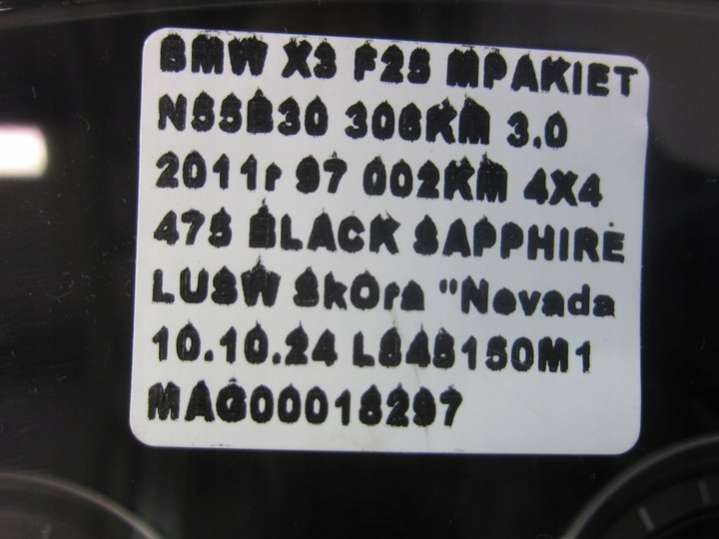 BMW X3 F25 MPAKIET
N55B30 306KM 3.0
2011r 97 002KM 4X4
475 BLACK SAPPHIRE
LUSW SkOra "Nevada
10.10.24 L545150M1
MAG00018297